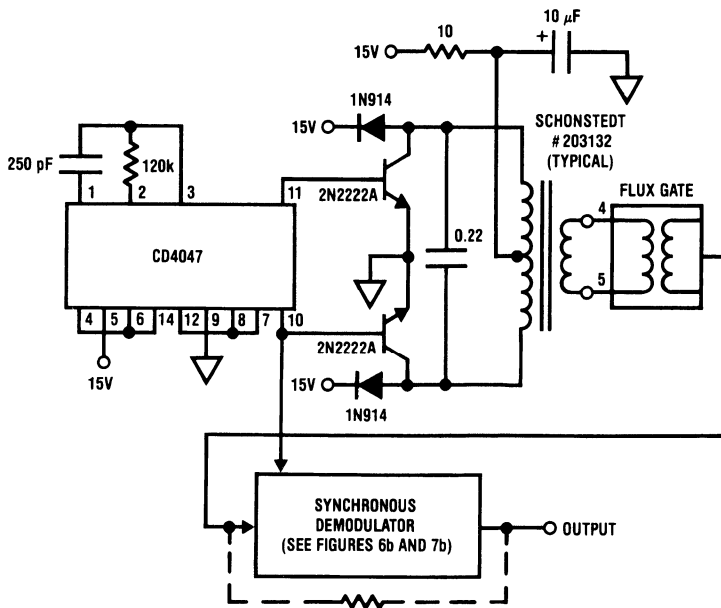 10 µF
+
10
15V
1N914
15V
SCHONSTEDT
# 203132
(TYPICAL)
250 pF
120k
1
2
3
11
2N2222A
FLUX GATE
4
5
CD4047
0.22
4
5
6
14
12
9
8
7
10
2N2222A
15V
15V
1N914
SYNCHRONOUS
DEMODULATOR
(SEE FIGURES 6b AND 7b)
OUTPUT